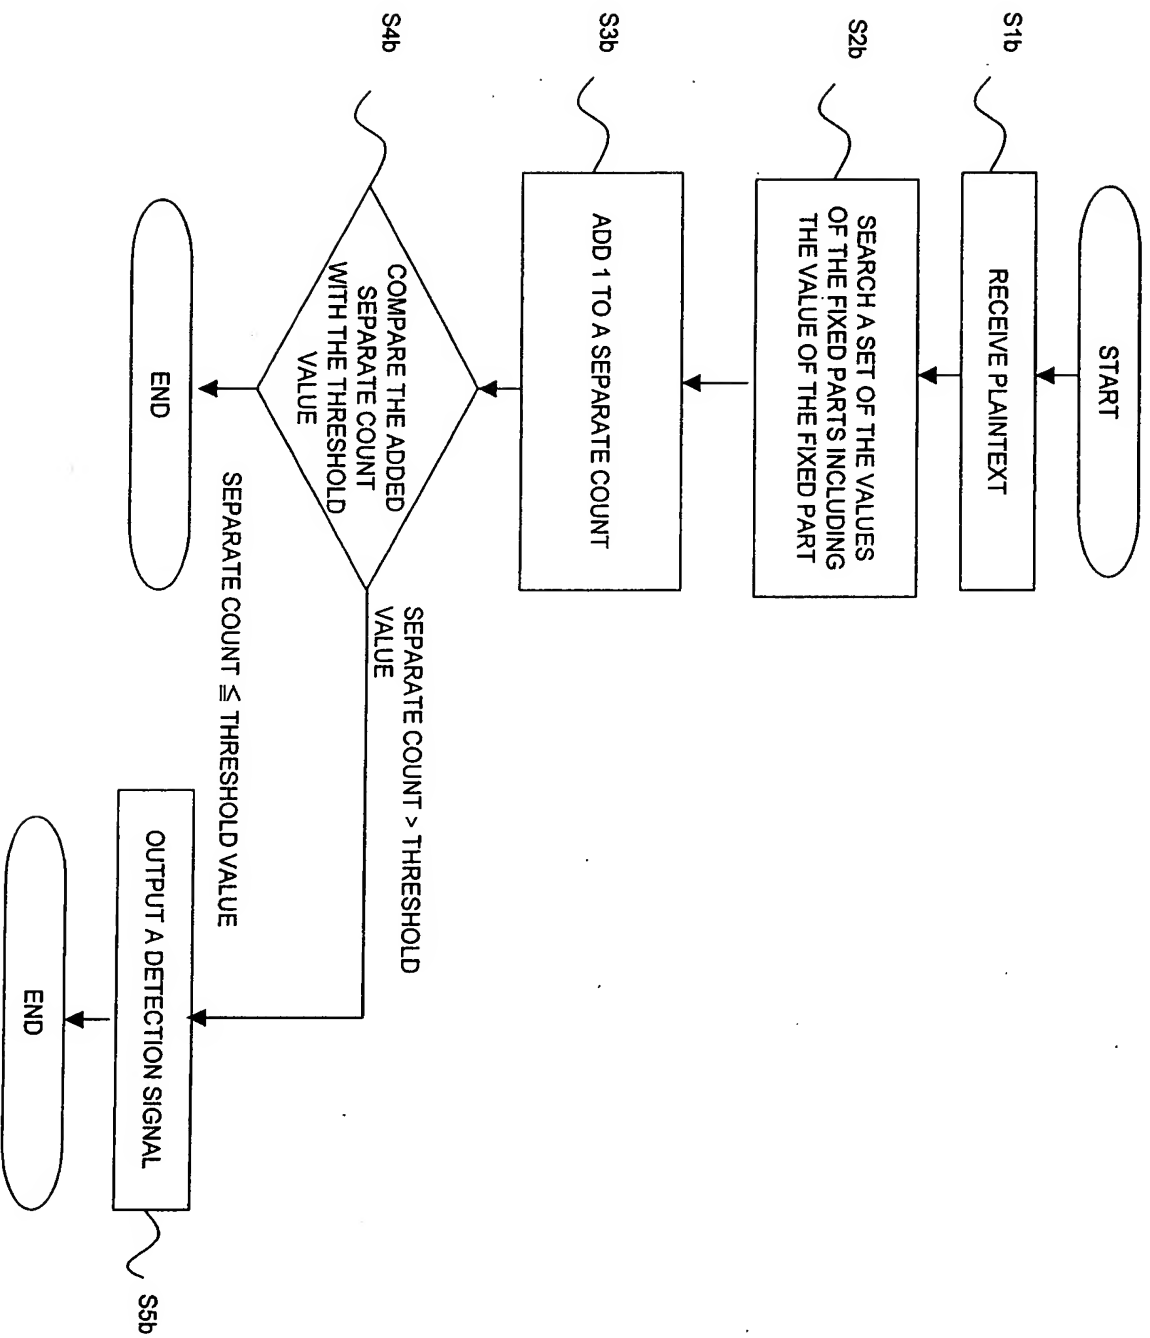 START
S1b
RECEIVE PLAINTEXT
S2b
SEARCH A SET OF THE VALUES
OF THE FIXED PARTS INCLUDING
THE VALUE OF THE FIXED PART
S3b
ADD 1 TO A SEPARATE COUNT
S4b
COMPARE THE ADDED
SEPARATE COUNT
WITH THE THRESHOLD
VALUE
SEPARATE COUNT > THRESHOLD
VALUE
SEPARATE COUNT ≦ THRESHOLD VALUE
END
OUTPUT A DETECTION SIGNAL
S5b
END